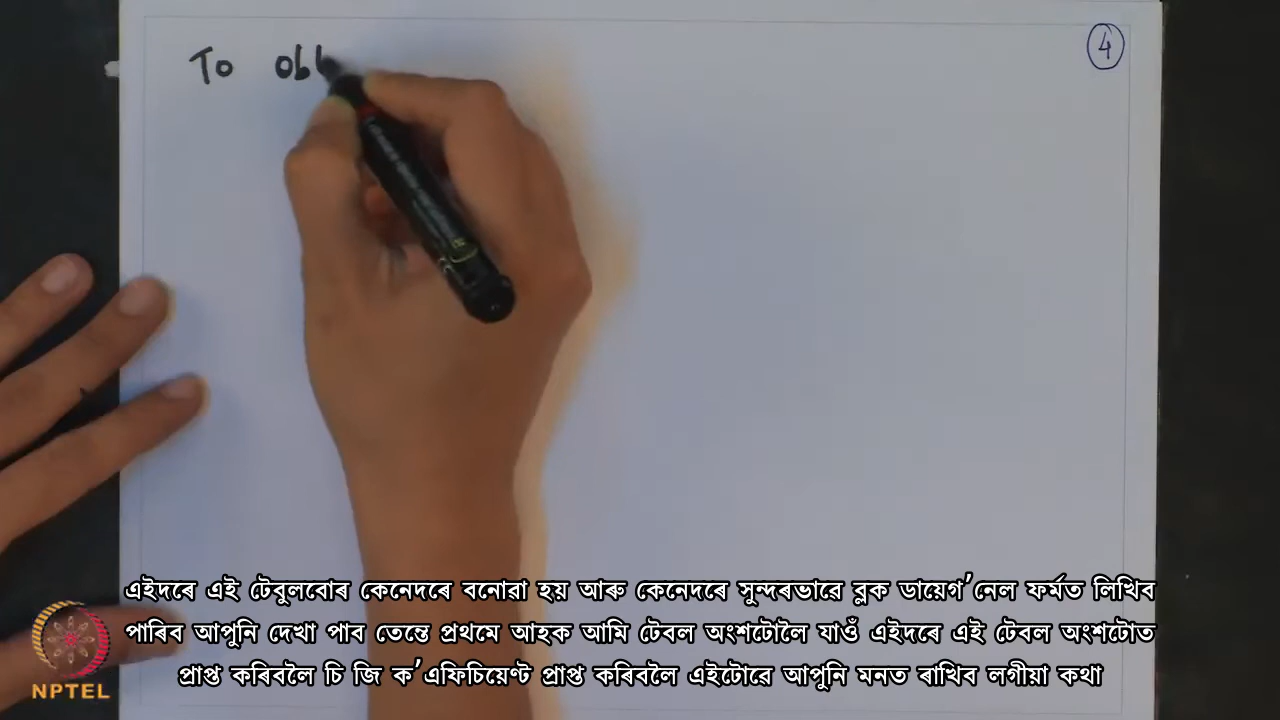 To
4
এইদৰে এই টেবুলবোৰ কেনেদৰে বনোৱা হয় আৰু কেনেদৰে সুন্দৰভাৱে ব্লক ডায়েগ'নেল ফৰ্মত লিখিব
পাৰিব আপুনি দেখা পাব তেন্তে প্ৰথমে আহক আমি টেবল অংশটোলৈ যাওঁ এইদৰে এই টেবল অংশটোত
প্ৰাপ্ত কৰিবলৈ চি জি ক'এফিচিয়েণ্ট প্ৰাপ্ত কৰিবলৈ এইটোৱে আপুনি মনত ৰাখিব লগীয়া কথা
NPTEL